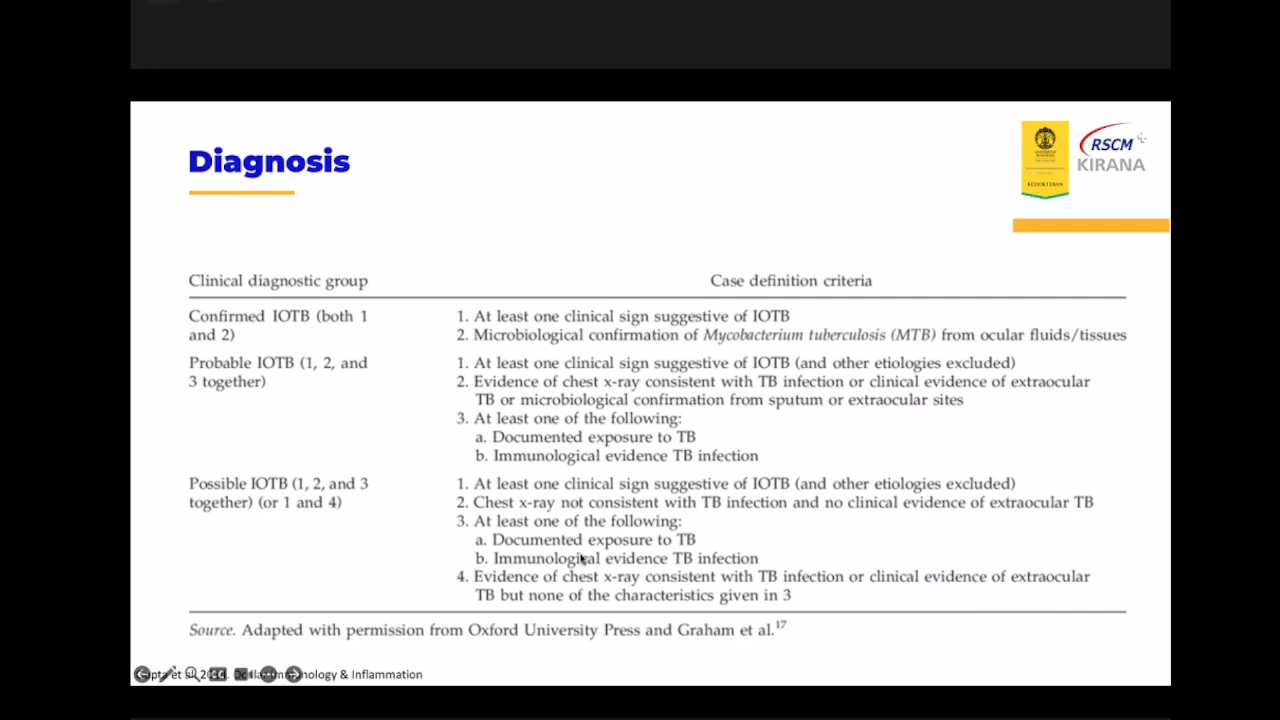 Diagnosis
KEDOKTERAN
RSCM
KIRANA
Clinical diagnostic group
Case definition criteria
Confirmed IOTB (both 1
and 2)
1. At least one clinical sign suggestive of IOTB
2. Microbiological confirmation of Mycobacterium tuberculosis (MTB) from ocular fluids/tissues
Probable IOTB (1, 2, and
3 together)
1. At least one clinical sign suggestive of IOTB (and other etiologies excluded)
2. Evidence of chest x-ray consistent with TB infection or clinical evidence of extraocular
TB or microbiological confirmation from sputum or extraocular sites
3. At least one of the following:
a. Documented exposure to TB
b. Immunological evidence TB infection
Possible IOTB (1, 2, and 3
together) (or 1 and 4)
1. At least one clinical sign suggestive of IOTB (and other etiologies excluded)
2. Chest x-ray not consistent with TB infection and no clinical evidence of extraocular TB
3. At least one of the following:
a. Documented exposure to TB
b. Immunological evidence TB infection
4. Evidence of chest x-ray consistent with TB infection or clinical evidence of extraocular
TB but none of the characteristics given in 3
Source. Adapted with permission from Oxford University Press and Graham et al.17
et al & Inflammation